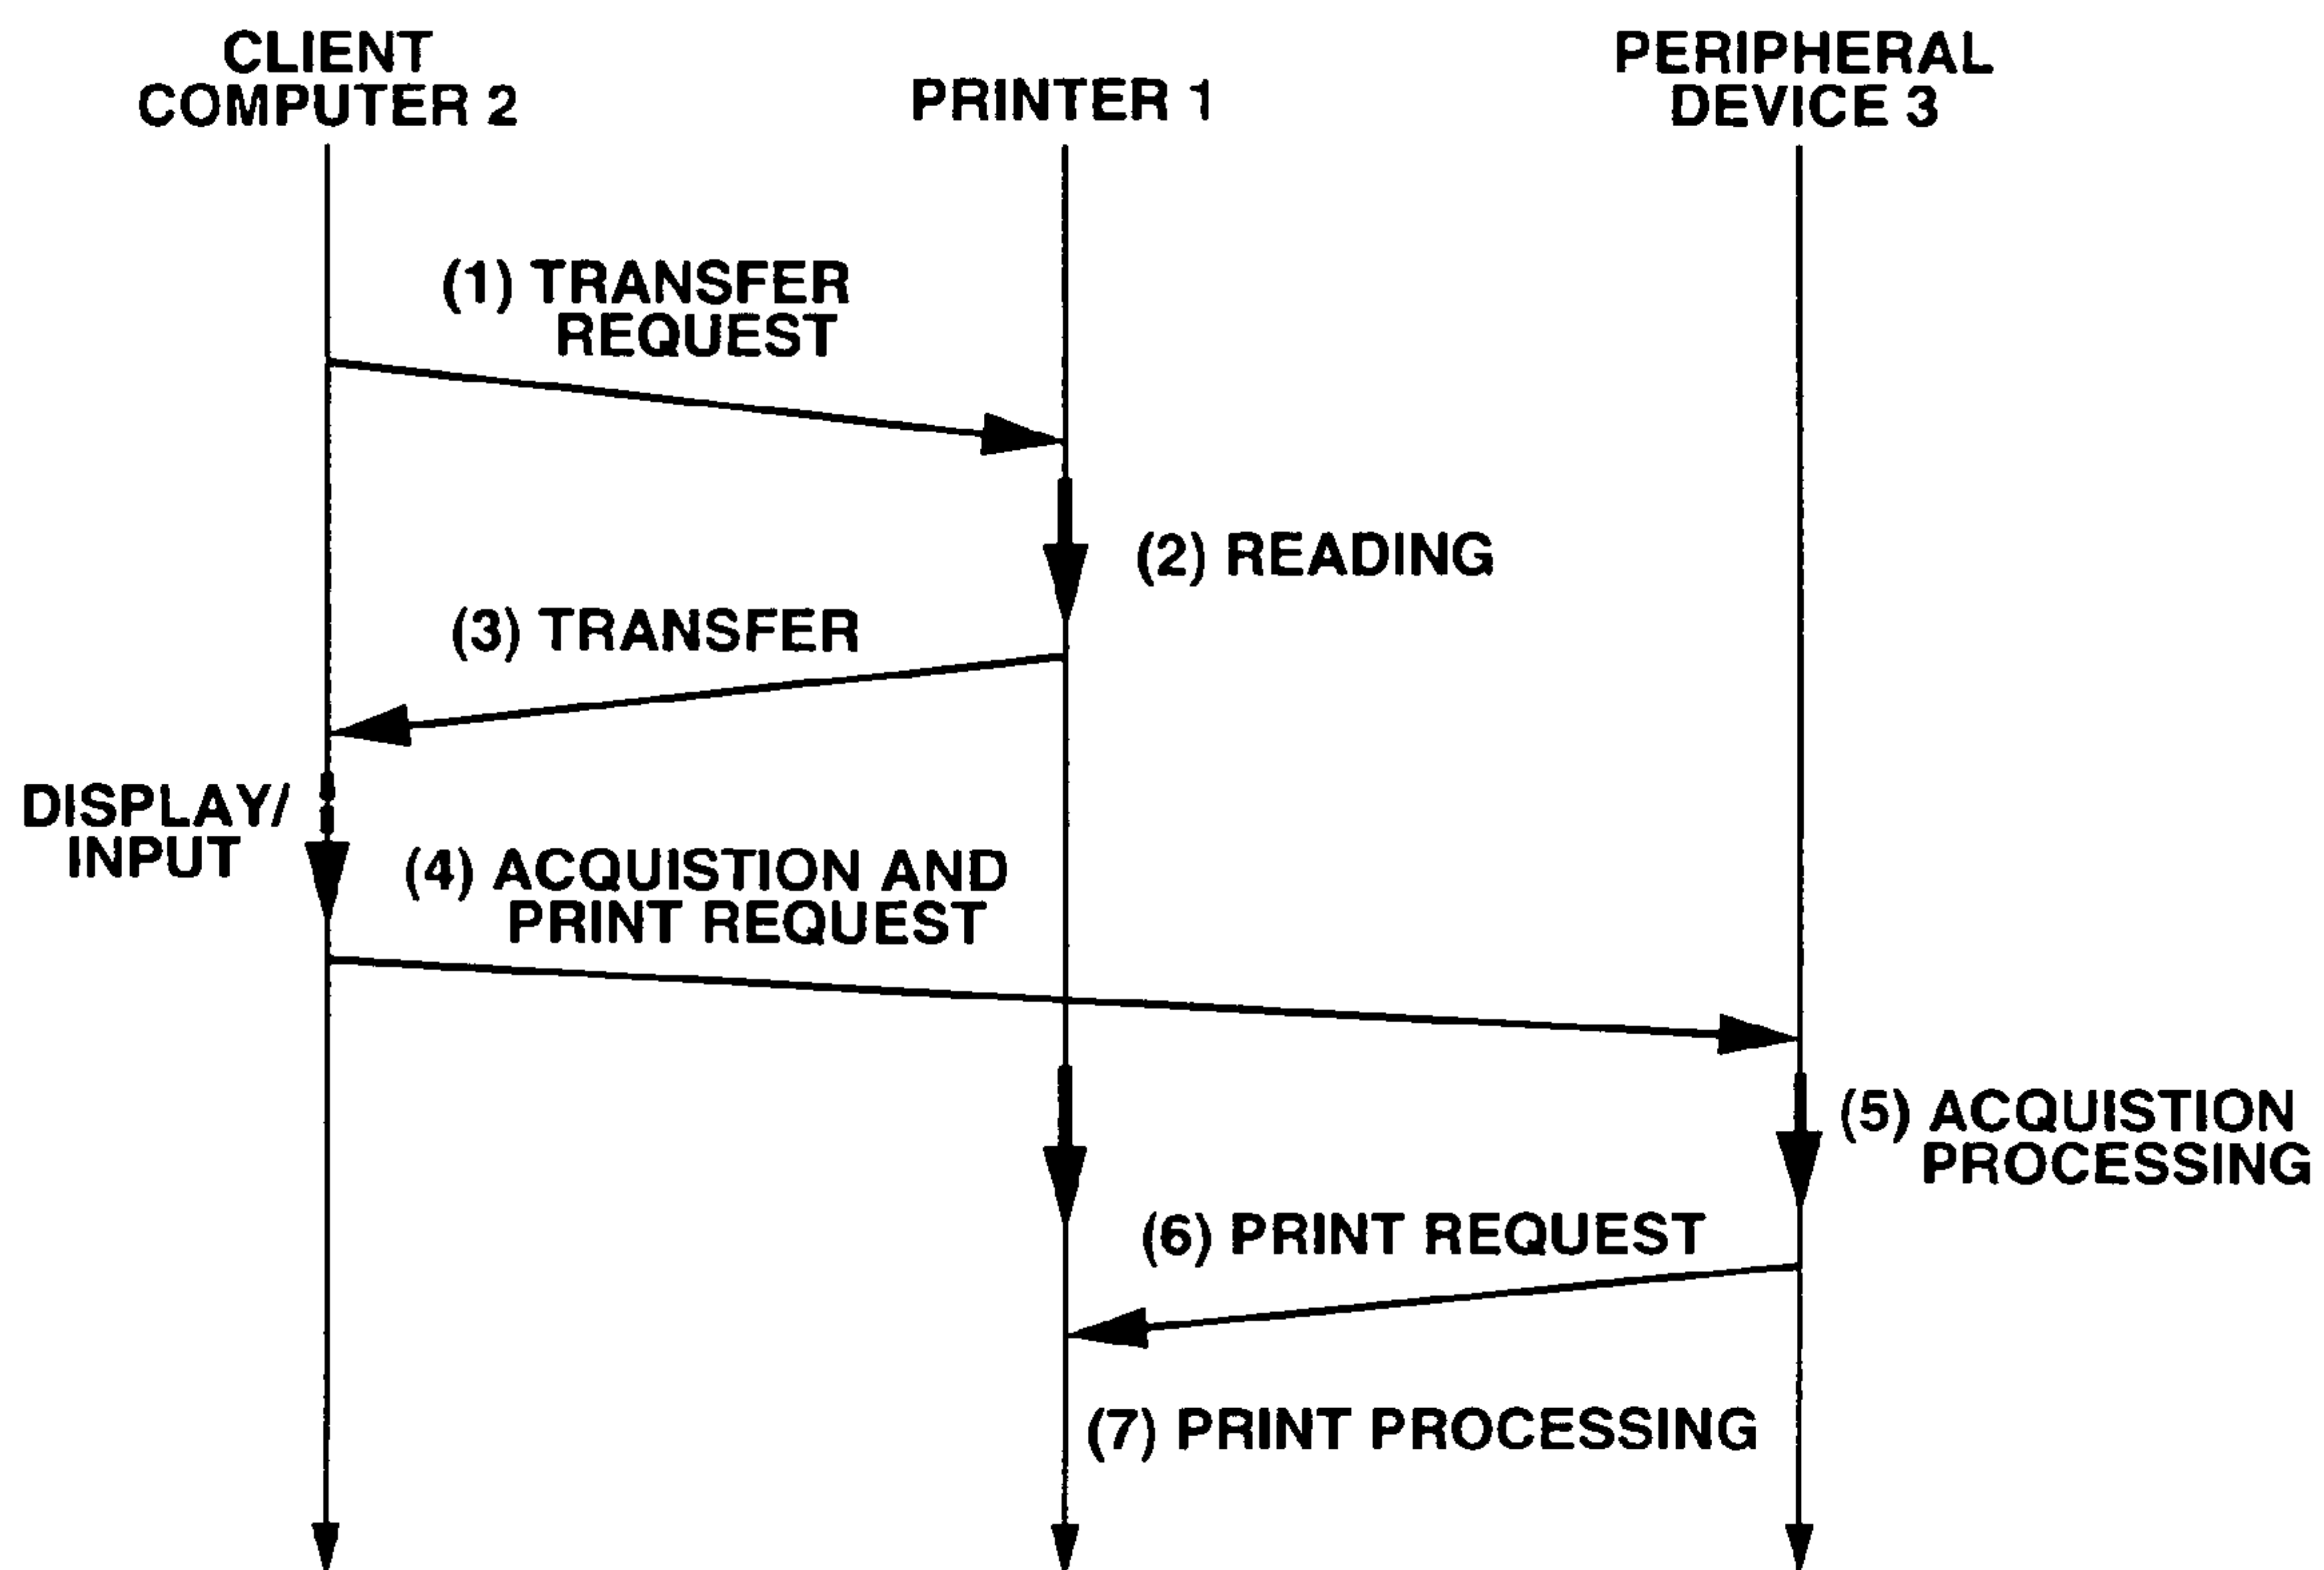 CLIENT
COMPUTER 2
PRINTER 1
PERIPHERAL
DEVICE 3
(1) TRANSFER
REQUEST
(2) READING
(3) TRANSFER
DISPLAY/
INPUT
(4) ACQUISTION AND
PRINT REQUEST
(5) ACQUISTION
PROCESSING
(6) PRINT REQUEST
(7) PRINT PROCESSING